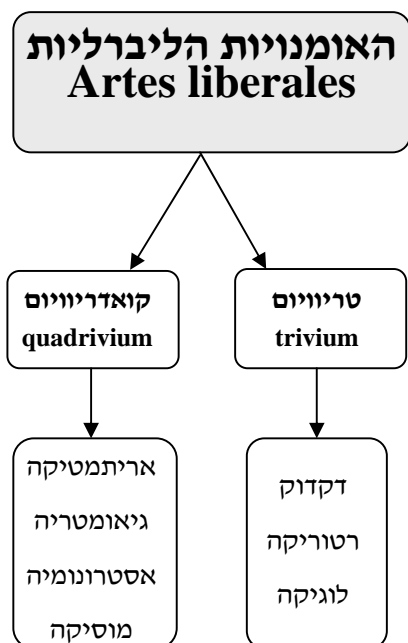 האומנויות הליברליות
Artes liberales
טריוויום
trivium
קואדריוויום
quadrivium
דקדוק
רטוריקה
לוגיקה
אריתמטיקה
גיאומטריה
אסטרונומיה
מוסיקה